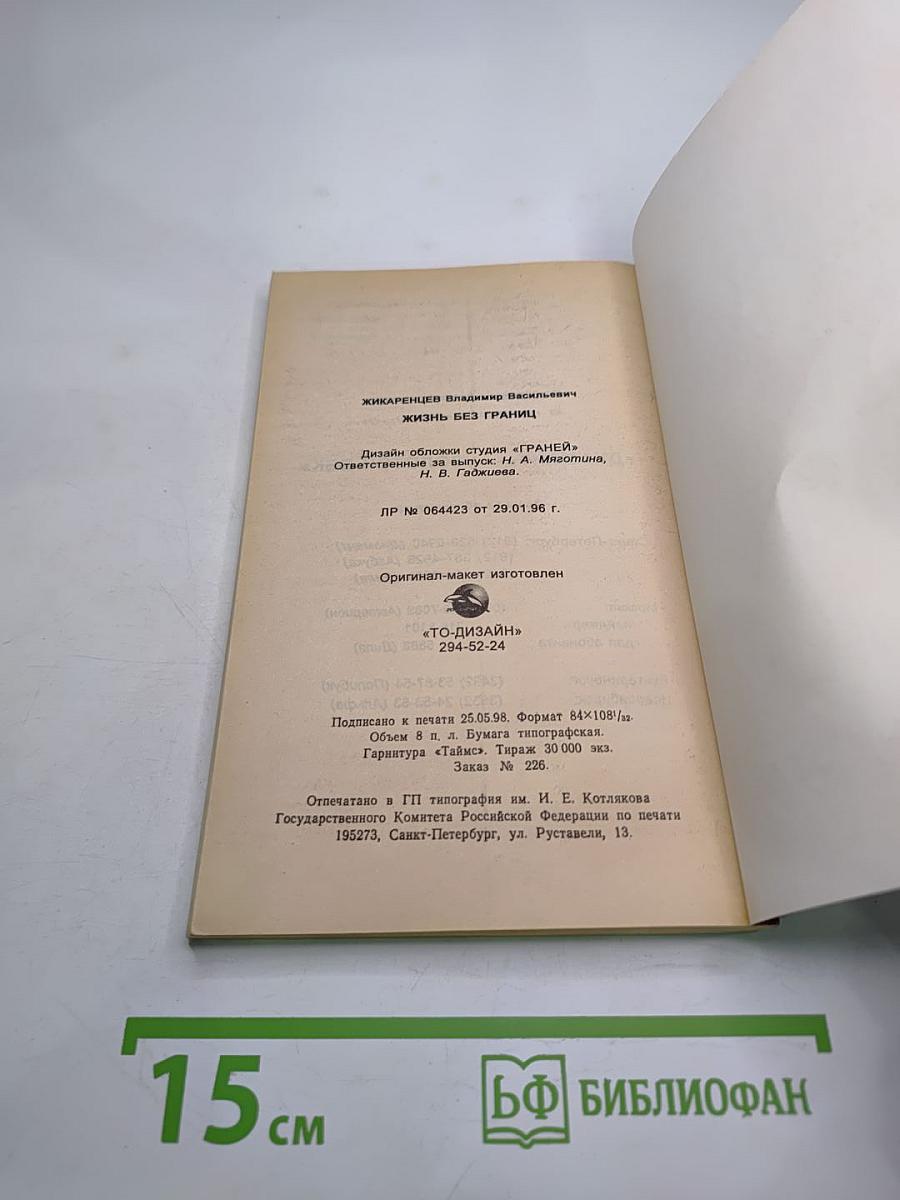 ЖИКАРЕНЦЕВ Владимир Васильевич
ЖИЗНЬ БЕЗ ГРАНИЦ
Дизайн обложки студия «ГРАНЕЙ»
Ответственные за выпуск: Н. А. Мяготина,
Н. В. Гаджиева.
ЛР № 064423 от 29.01.96 г.
Оригинал-макет изготовлен
«ТО-ДИЗАЙН»
294-52-24
Подписано к печати 25.05.98. Формат 84×108¹/₃₂.
Объем 8 п. л. Бумага типографская.
Гарнитура «Таймс». Тираж 30 000 экз.
Заказ № 226.
Отпечатано в ГП типография им. И. Е. Котлякова
Государственного Комитета Российской Федерации по печати
195273, Санкт-Петербург, ул. Руставели, 13.
15 см
БФ БИБЛИОФАН